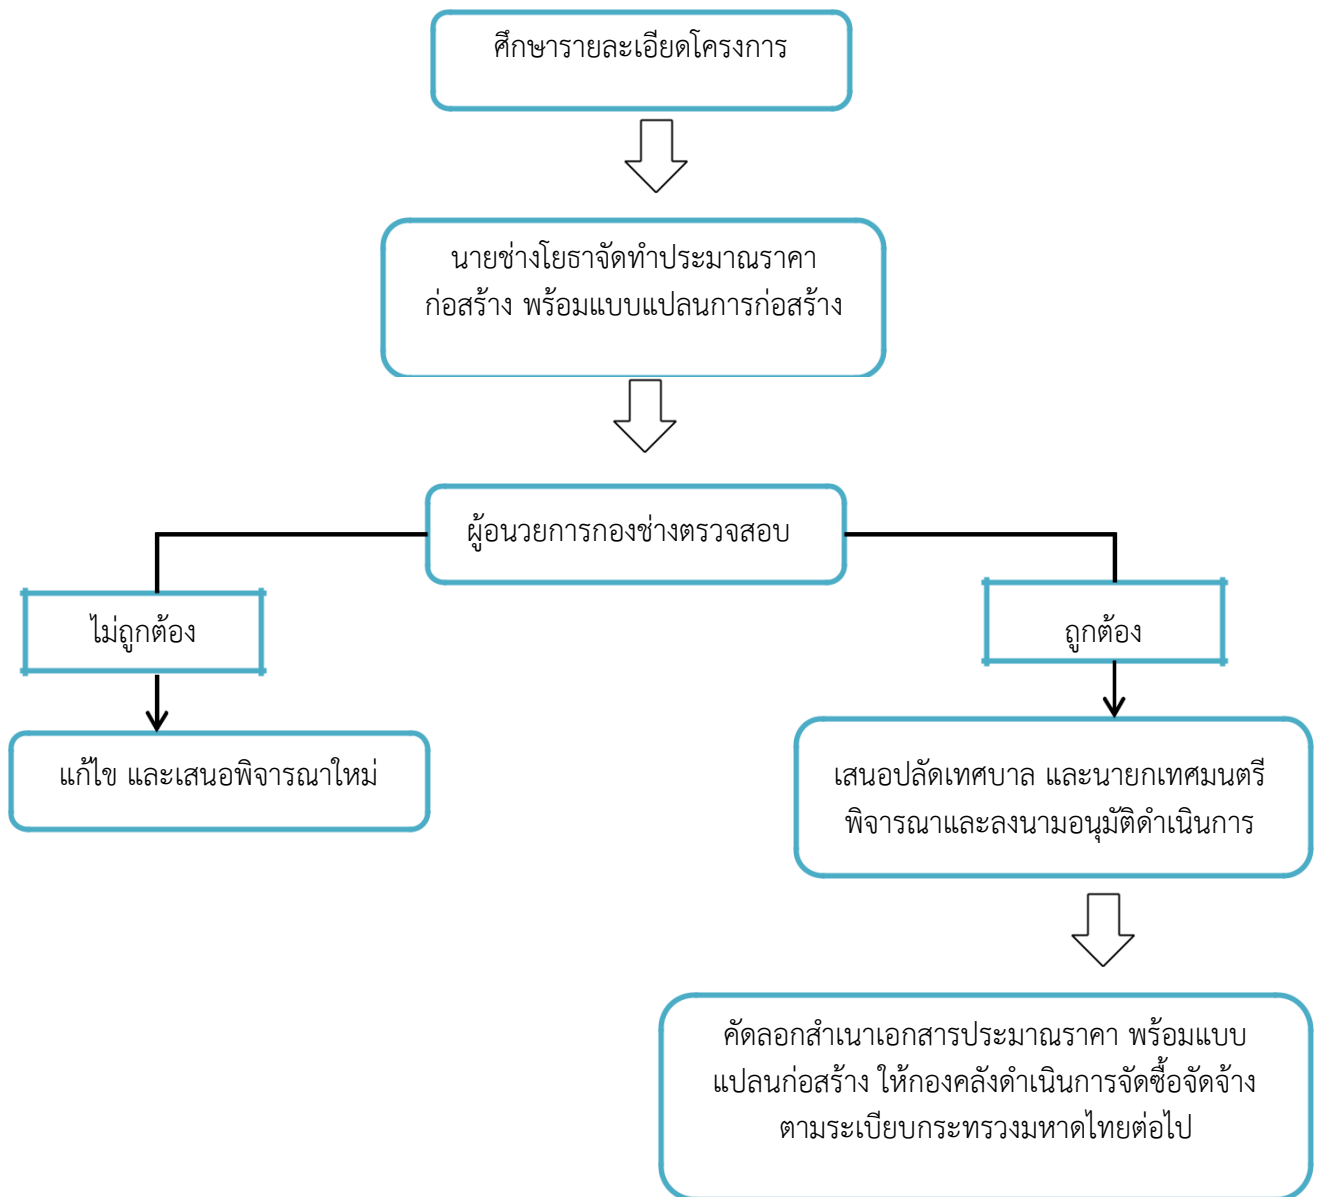 ศึกษารายละเอียดโครงการ
นายช่างโยธาจัดทำประมาณราคา
ก่อสร้าง พร้อมแบบแปลนการก่อสร้าง
ผู้อนวยการกองช่างตรวจสอบ
ไม่ถูกต้อง
ถูกต้อง
แก้ไข และเสนอพิจารณาใหม่
เสนอปลัดเทศบาล และนายกเทศมนตรี
พิจารณาและลงนามอนุมัติดำเนินการ
คัดลอกสำเนาเอกสารประมาณราคา พร้อมแบบ
แปลนก่อสร้าง ให้กองคลังดำเนินการจัดซื้อจัดจ้าง
ตามระเบียบกระทรวงมหาดไทยต่อไป